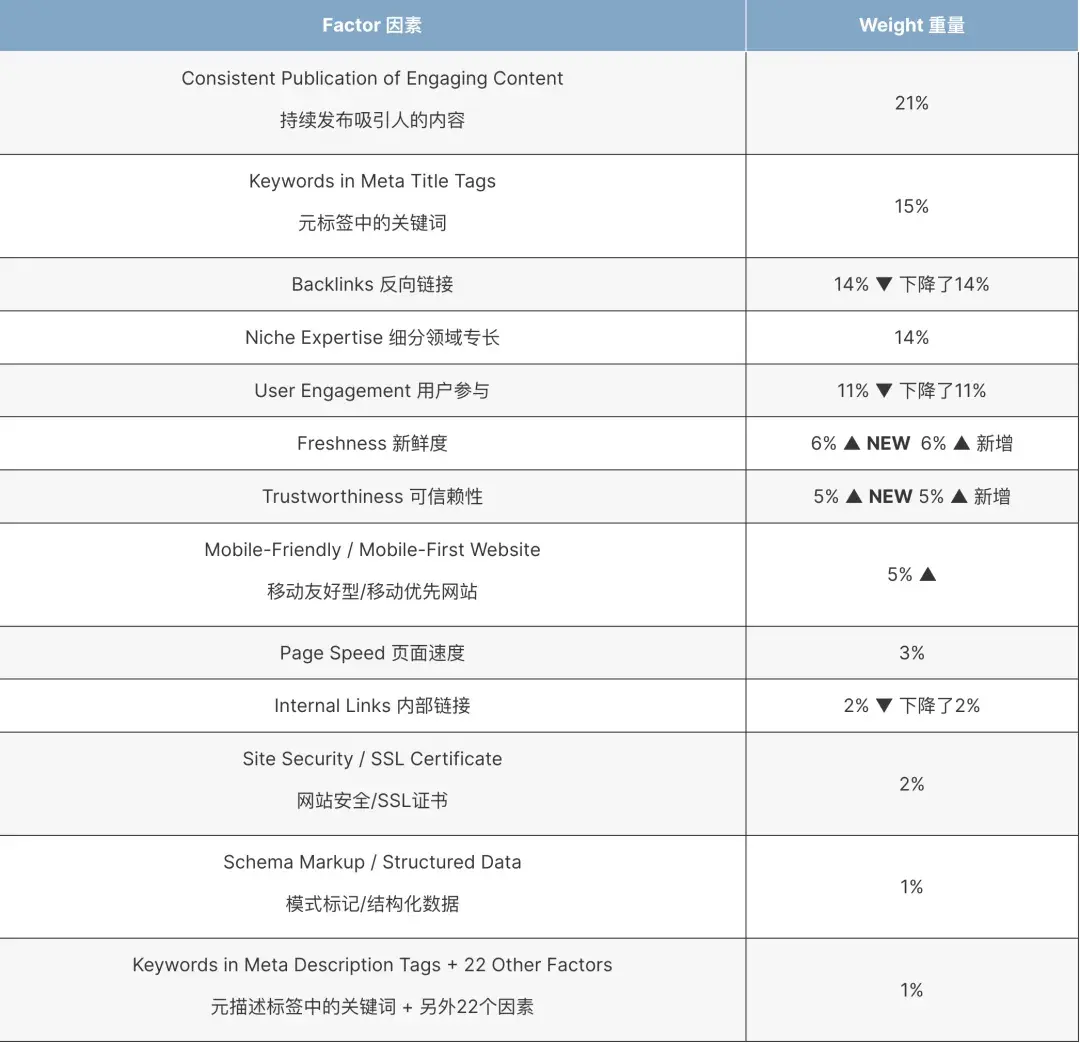 Factor 因素
Weight 重量
Consistent Publication of Engaging Content
持续发布吸引人的内容
21%
Keywords in Meta Title Tags
元标签中的关键词
15%
Backlinks 反向链接
14% ▼ 下降了14%
Niche Expertise 细分领域专长
14%
User Engagement 用户参与
11% ▼ 下降了11%
Freshness 新鲜度
6% ▲ NEW 6% ▲ 新增
Trustworthiness 可信赖性
5% ▲ NEW 5% ▲ 新增
Mobile-Friendly / Mobile-First Website
移动友好型/移动优先网站
5% ▲
Page Speed 页面速度
3%
Internal Links 内部链接
2% ▼ 下降了2%
Site Security / SSL Certificate
网站安全/SSL证书
2%
Schema Markup / Structured Data
模式标记/结构化数据
1%
Keywords in Meta Description Tags + 22 Other Factors
元描述标签中的关键词 + 另外22个因素
1%